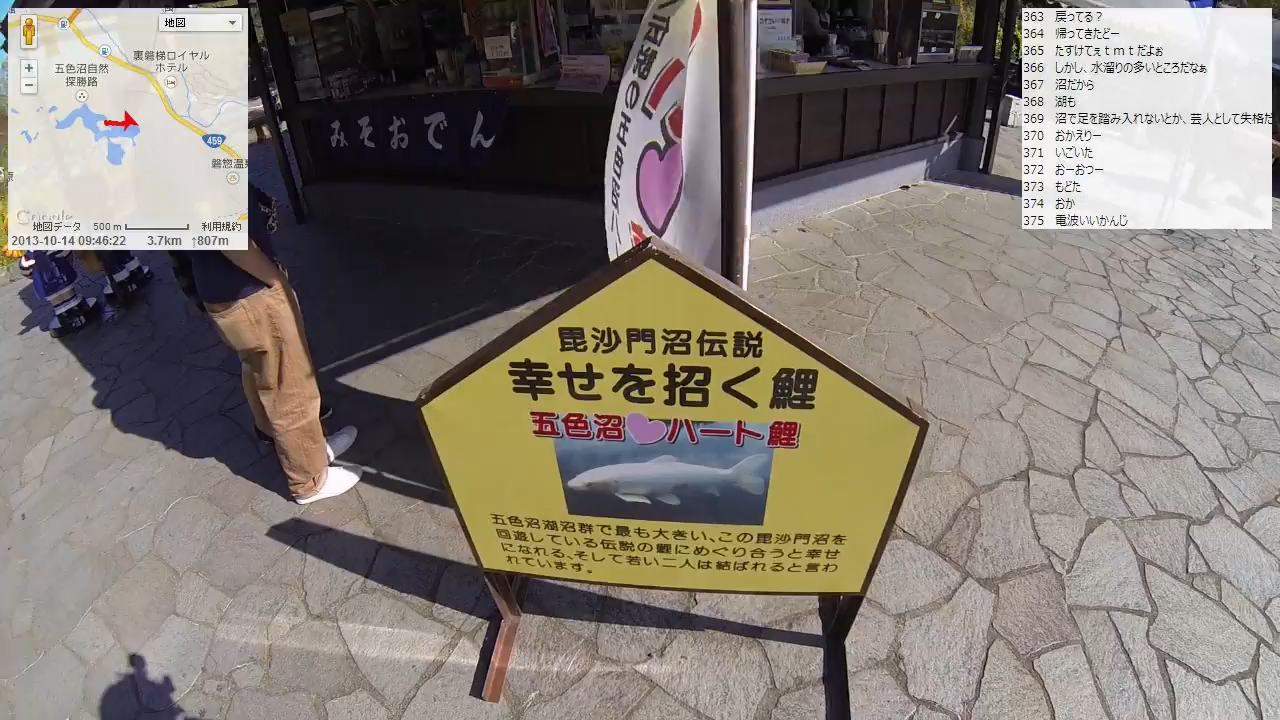 地図
裏磐梯ロイヤル
ホテル
五色沼自然
探勝路
459
磐惣温泉
地図データ 500 m 利用規約
2013-10-14 09:46:22 3.7km ↑807m
みそおでん
毘沙門沼伝説
幸せを招く鯉
五色沼♥ハート鯉
五色沼湖沼群で最も大きい、この毘沙門沼を
回遊している伝説の鯉にめぐり合うと幸せ
になれる、そして若い二人は結ばれると言わ
れています。
363 戻ってる?
364 帰ってきたどー
365 たすけてぇｔｍｔだよぉ
366 しかし、水溜りの多いところだなぁ
367 沼だから
368 湖も
369 沼で足を踏み入れないとか、芸人として失格だ
370 おかえりー
371 いごいた
372 おーおつー
373 もどた
374 おか
375 電波いいかんじ